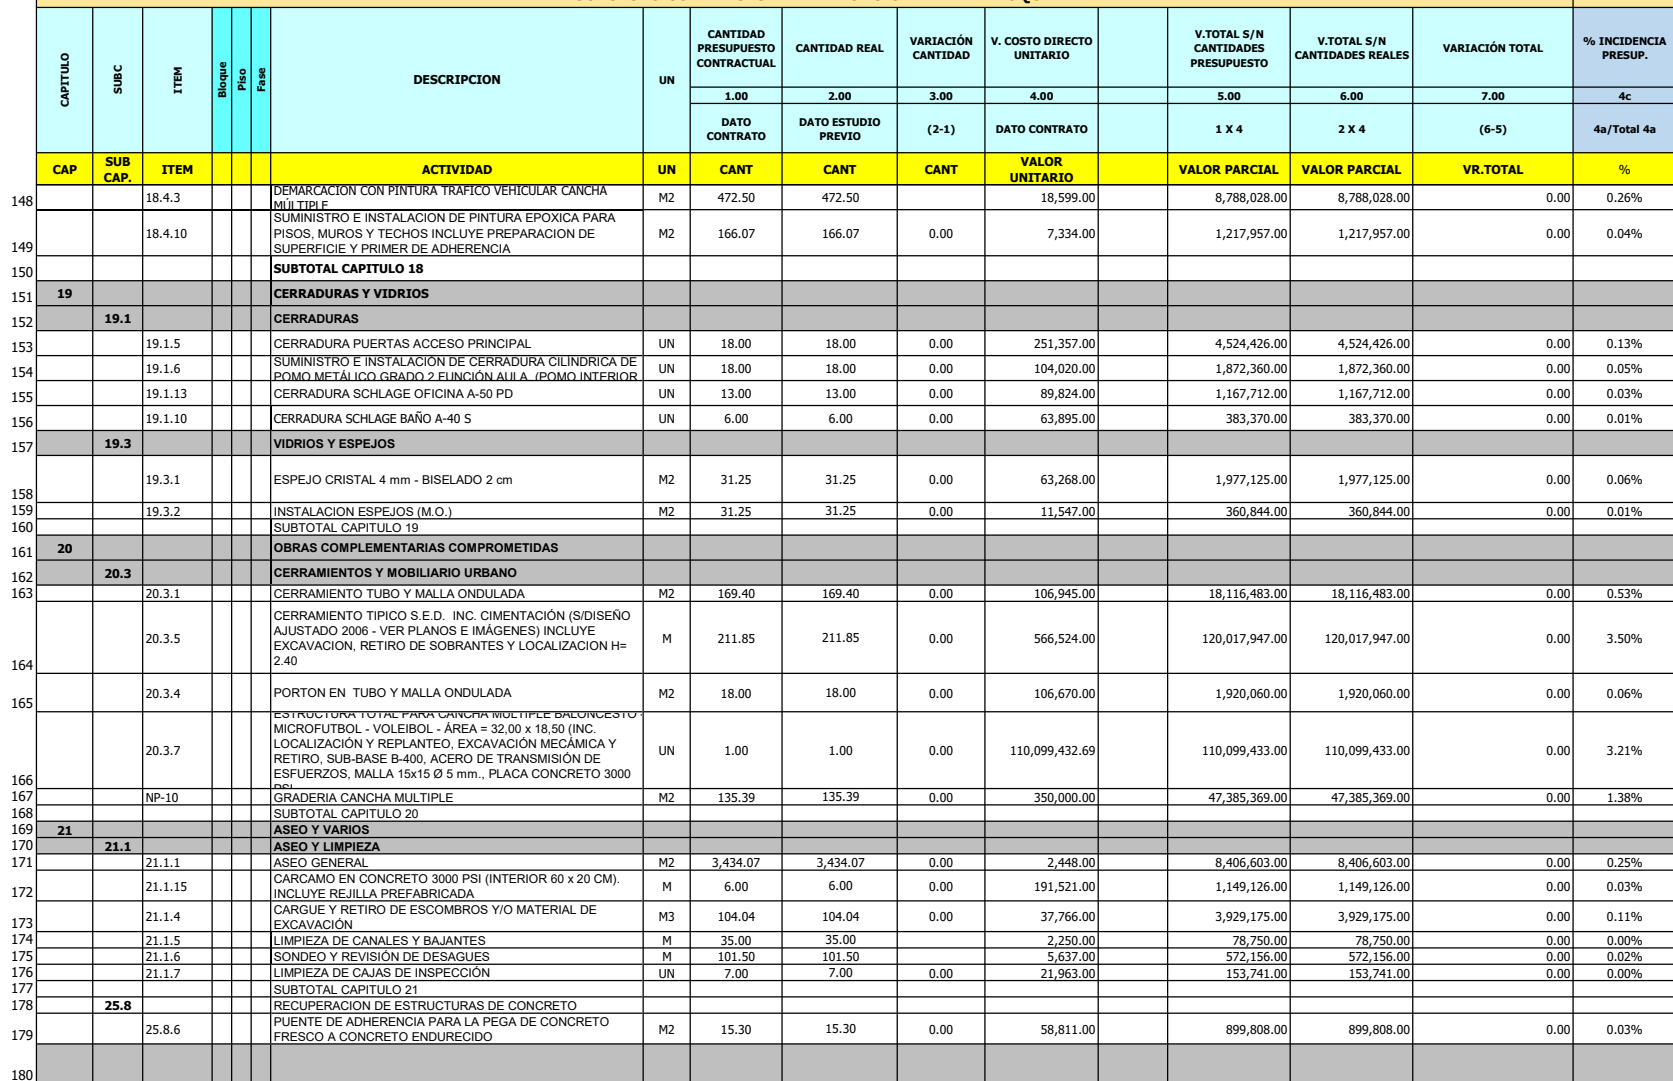 CAPITULO SUBC ITEM Bloque Piso Fase DESCRIPCION UN CANTIDAD PRESUPUESTO CONTRACTUAL CANTIDAD REAL VARIACIÓN CANTIDAD V. COSTO DIRECTO UNITARIO V.TOTAL S/N CANTIDADES PRESUPUESTO V.TOTAL S/N CANTIDADES REALES VARIACIÓN TOTAL % INCIDENCIA PRESUP.
1.00 2.00 3.00 4.00 5.00 6.00 7.00 4c
DATO CONTRATO DATO ESTUDIO PREVIO (2-1) DATO CONTRATO 1 X 4 2 X 4 (6-5) 4a/Total 4a
CAP SUB CAP. ITEM ACTIVIDAD UN CANT CANT CANT VALOR UNITARIO VALOR PARCIAL VALOR PARCIAL VR.TOTAL %
148 18.4.3 DEMARCACION CON PINTURA TRAFICO VEHICULAR CANCHA MÚLTIPLE M2 472.50 472.50 18,599.00 8,788,028.00 8,788,028.00 0.00 0.26%
149 18.4.10 SUMINISTRO E INSTALACION DE PINTURA EPOXICA PARA
PISOS, MUROS Y TECHOS INCLUYE PREPARACION DE
SUPERFICIE Y PRIMER DE ADHERENCIA M2 166.07 166.07 0.00 7,334.00 1,217,957.00 1,217,957.00 0.00 0.04%
150 SUBTOTAL CAPITULO 18
151 19 CERRADURAS Y VIDRIOS
152 19.1 CERRADURAS
153 19.1.5 CERRADURA PUERTAS ACCESO PRINCIPAL UN 18.00 18.00 0.00 251,357.00 4,524,426.00 4,524,426.00 0.00 0.13%
154 19.1.6 SUMINISTRO E INSTALACIÓN DE CERRADURA CILÍNDRICA DE
POMO METÁLICO GRADO 2 FUNCIÓN AULA. (POMO INTERIOR UN 18.00 18.00 0.00 104,020.00 1,872,360.00 1,872,360.00 0.00 0.05%
155 19.1.13 CERRADURA SCHLAGE OFICINA A-50 PD UN 13.00 13.00 0.00 89,824.00 1,167,712.00 1,167,712.00 0.00 0.03%
156 19.1.10 CERRADURA SCHLAGE BAÑO A-40 S UN 6.00 6.00 0.00 63,895.00 383,370.00 383,370.00 0.00 0.01%
157 19.3 VIDRIOS Y ESPEJOS
158 19.3.1 ESPEJO CRISTAL 4 mm - BISELADO 2 cm M2 31.25 31.25 0.00 63,268.00 1,977,125.00 1,977,125.00 0.00 0.06%
159 19.3.2 INSTALACION ESPEJOS (M.O.) M2 31.25 31.25 0.00 11,547.00 360,844.00 360,844.00 0.00 0.01%
160 SUBTOTAL CAPITULO 19
161 20 OBRAS COMPLEMENTARIAS COMPROMETIDAS
162 20.3 CERRAMIENTOS Y MOBILIARIO URBANO
163 20.3.1 CERRAMIENTO TUBO Y MALLA ONDULADA M2 169.40 169.40 0.00 106,945.00 18,116,483.00 18,116,483.00 0.00 0.53%
164 20.3.5 CERRAMIENTO TIPICO S.E.D. INC. CIMENTACIÓN (S/DISEÑO
AJUSTADO 2006 - VER PLANOS E IMÁGENES) INCLUYE
EXCAVACION, RETIRO DE SOBRANTES Y LOCALIZACION H=
2.40 M 211.85 211.85 0.00 566,524.00 120,017,947.00 120,017,947.00 0.00 3.50%
165 20.3.4 PORTON EN TUBO Y MALLA ONDULADA M2 18.00 18.00 0.00 106,670.00 1,920,060.00 1,920,060.00 0.00 0.06%
166 20.3.7 ESTRUCTURA TOTAL PARA CANCHA MÚLTIPLE BALONCESTO -
MICROFUTBOL - VOLEIBOL - ÁREA = 32,00 x 18,50 (INC.
LOCALIZACIÓN Y REPLANTEO, EXCAVACIÓN MECÁMICA Y
RETIRO, SUB-BASE B-400, ACERO DE TRANSMISIÓN DE
ESFUERZOS, MALLA 15x15 Ø 5 mm., PLACA CONCRETO 3000
PSI UN 1.00 1.00 0.00 110,099,432.69 110,099,433.00 110,099,433.00 0.00 3.21%
167 NP-10 GRADERIA CANCHA MULTIPLE M2 135.39 135.39 0.00 350,000.00 47,385,369.00 47,385,369.00 0.00 1.38%
168 SUBTOTAL CAPITULO 20
169 21 ASEO Y VARIOS
170 21.1 ASEO Y LIMPIEZA
171 21.1.1 ASEO GENERAL M2 3,434.07 3,434.07 0.00 2,448.00 8,406,603.00 8,406,603.00 0.00 0.25%
172 21.1.15 CARCAMO EN CONCRETO 3000 PSI (INTERIOR 60 x 20 CM).
INCLUYE REJILLA PREFABRICADA M 6.00 6.00 0.00 191,521.00 1,149,126.00 1,149,126.00 0.00 0.03%
173 21.1.4 CARGUE Y RETIRO DE ESCOMBROS Y/O MATERIAL DE
EXCAVACIÓN M3 104.04 104.04 0.00 37,766.00 3,929,175.00 3,929,175.00 0.00 0.11%
174 21.1.5 LIMPIEZA DE CANALES Y BAJANTES M 35.00 35.00 2,250.00 78,750.00 78,750.00 0.00 0.00%
175 21.1.6 SONDEO Y REVISIÓN DE DESAGUES M 101.50 101.50 5,637.00 572,156.00 572,156.00 0.00 0.02%
176 21.1.7 LIMPIEZA DE CAJAS DE INSPECCIÓN UN 7.00 7.00 0.00 21,963.00 153,741.00 153,741.00 0.00 0.00%
177 SUBTOTAL CAPITULO 21
178 25.8 RECUPERACION DE ESTRUCTURAS DE CONCRETO
179 25.8.6 PUENTE DE ADHERENCIA PARA LA PEGA DE CONCRETO
FRESCO A CONCRETO ENDURECIDO M2 15.30 15.30 0.00 58,811.00 899,808.00 899,808.00 0.00 0.03%
180